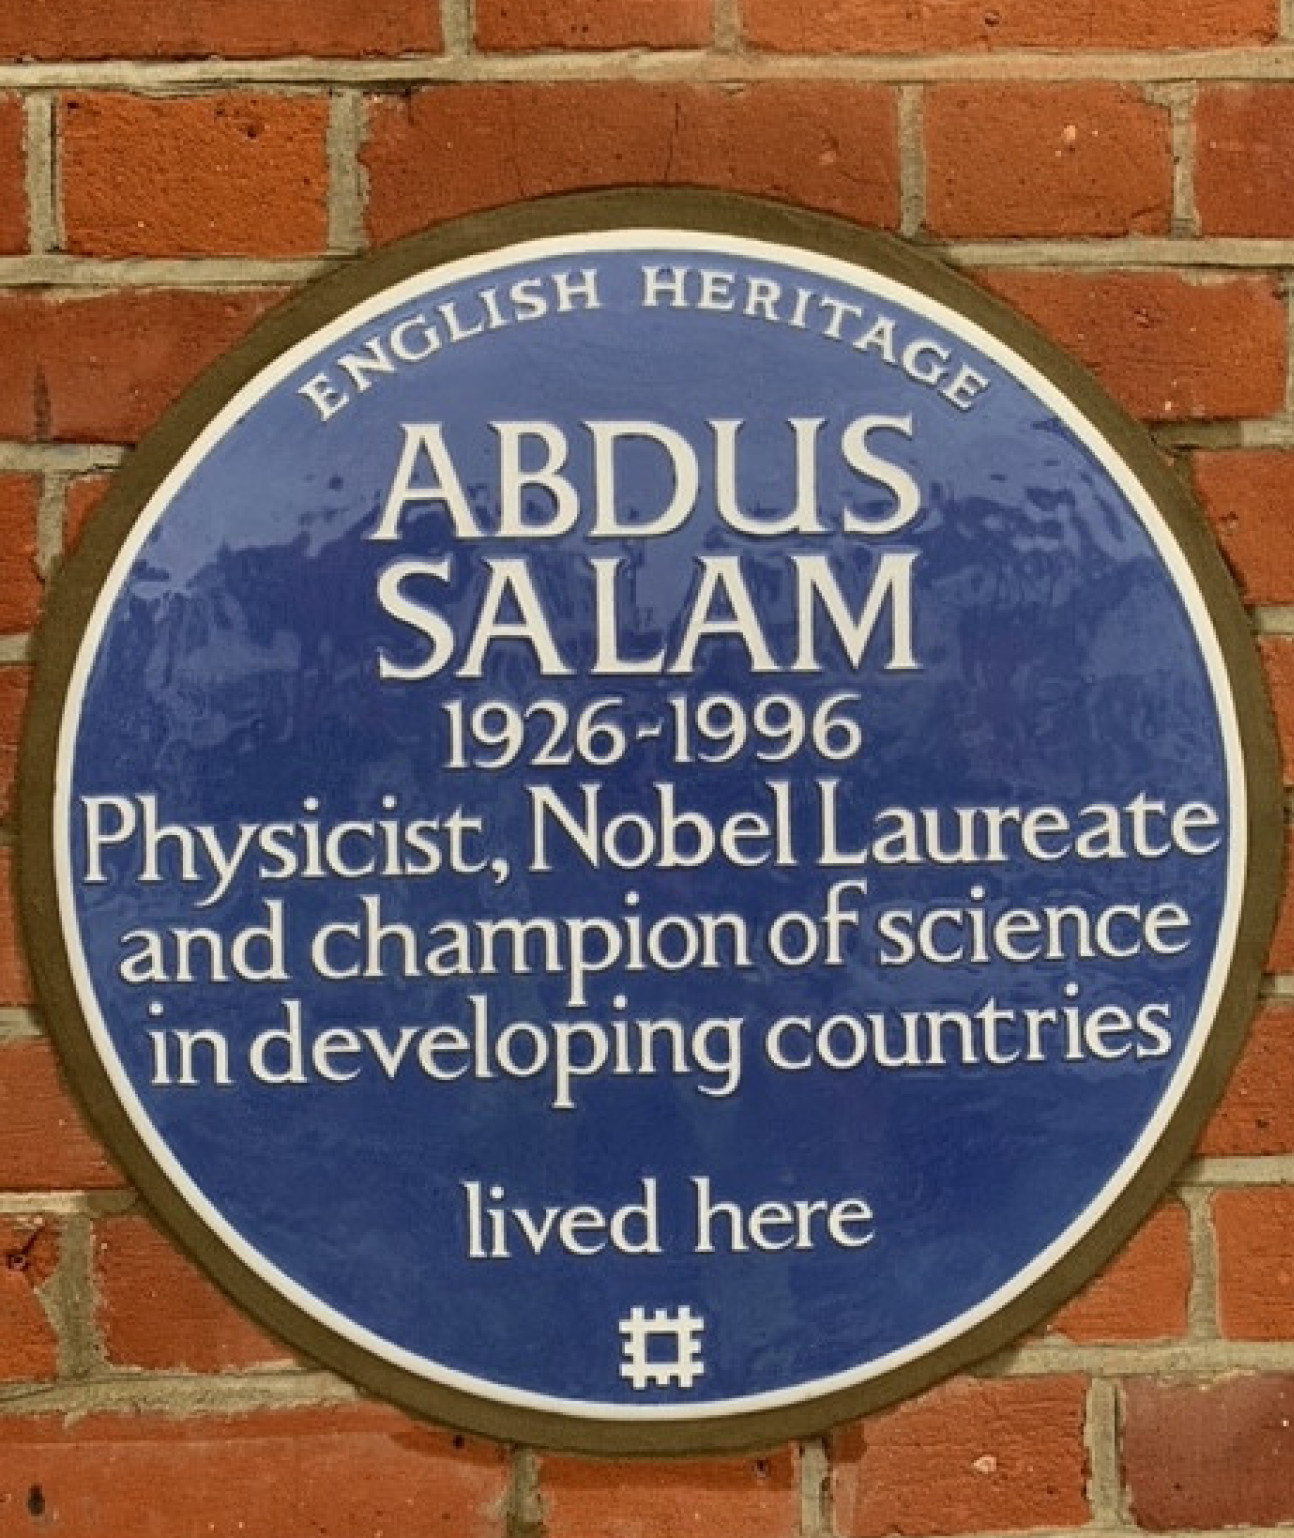 ENGLISH HERITAGE
ABDUS
SALAM
1926-1996
Physicist, Nobel Laureate
and champion of science
in developing countries
lived here